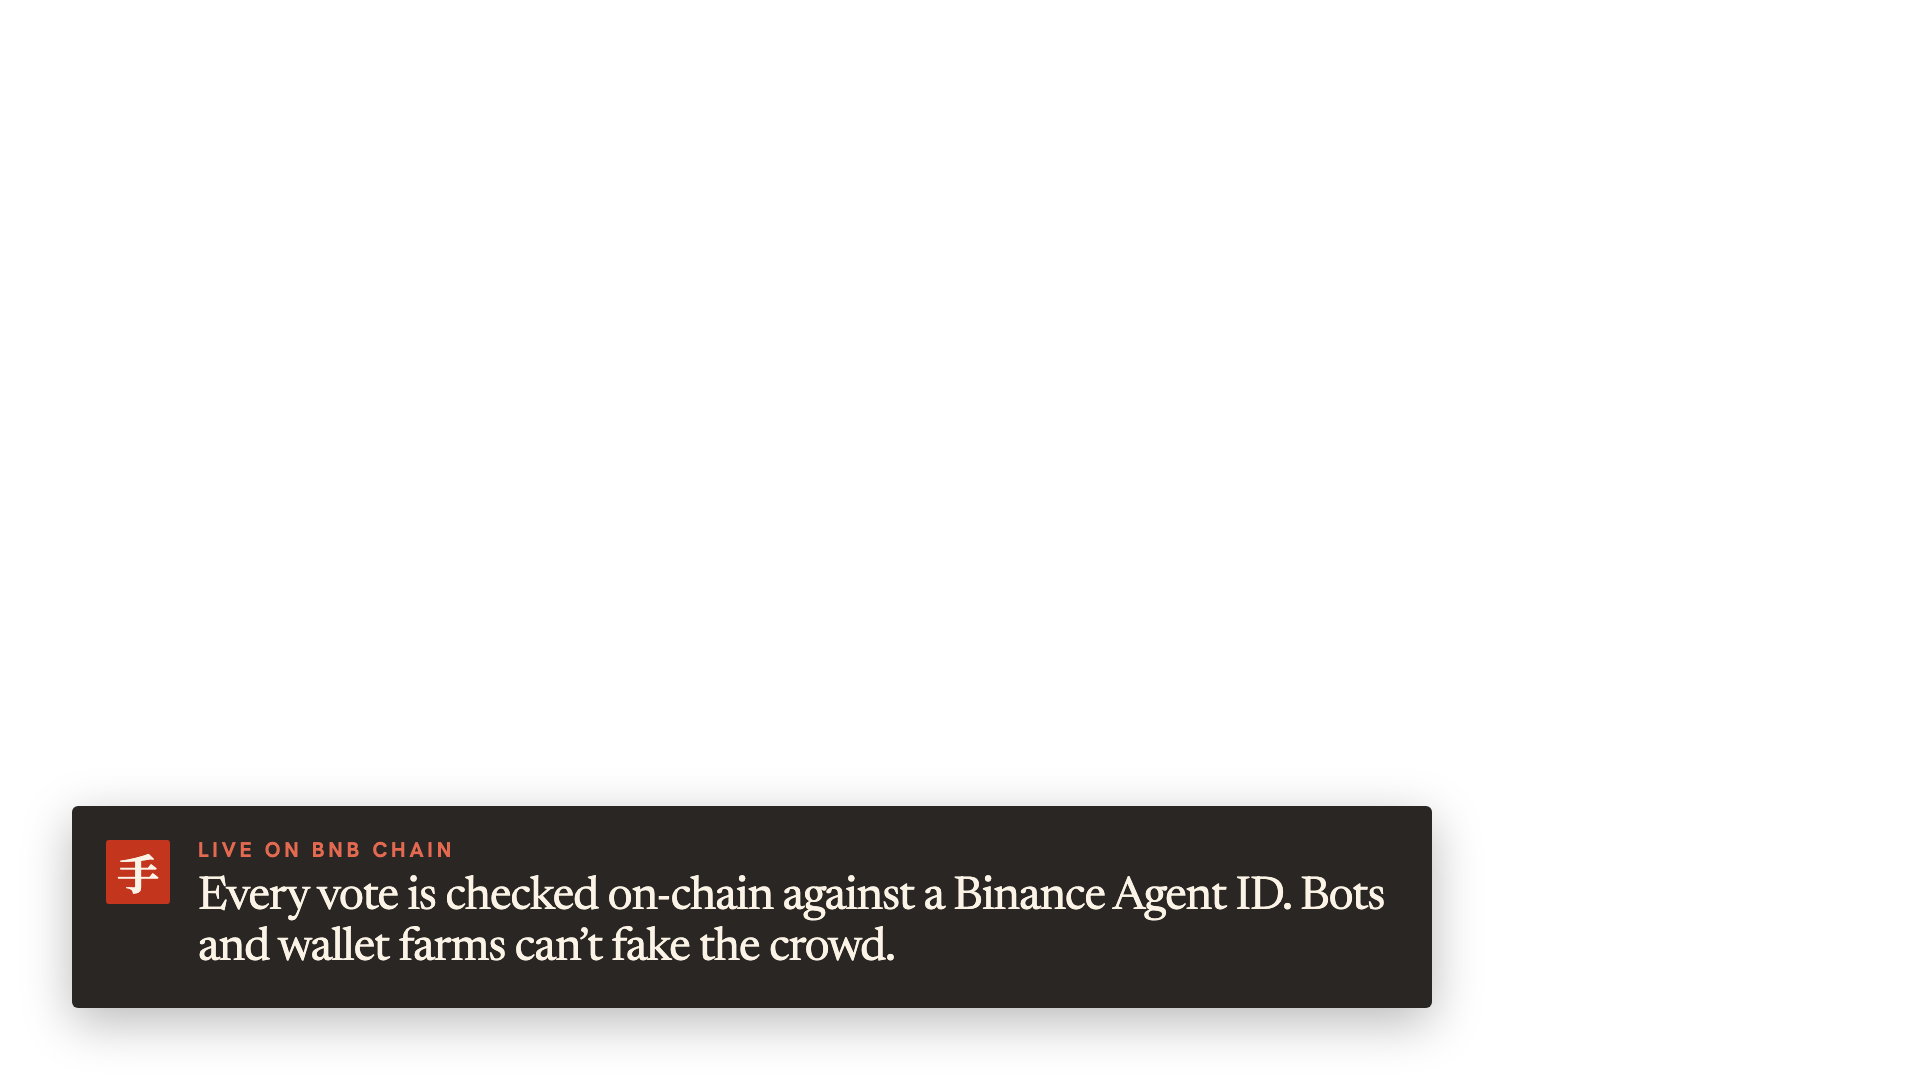 手
LIVE ON BNB CHAIN
Every vote is checked on-chain against a Binance Agent ID. Bots
and wallet farms can’t fake the crowd.